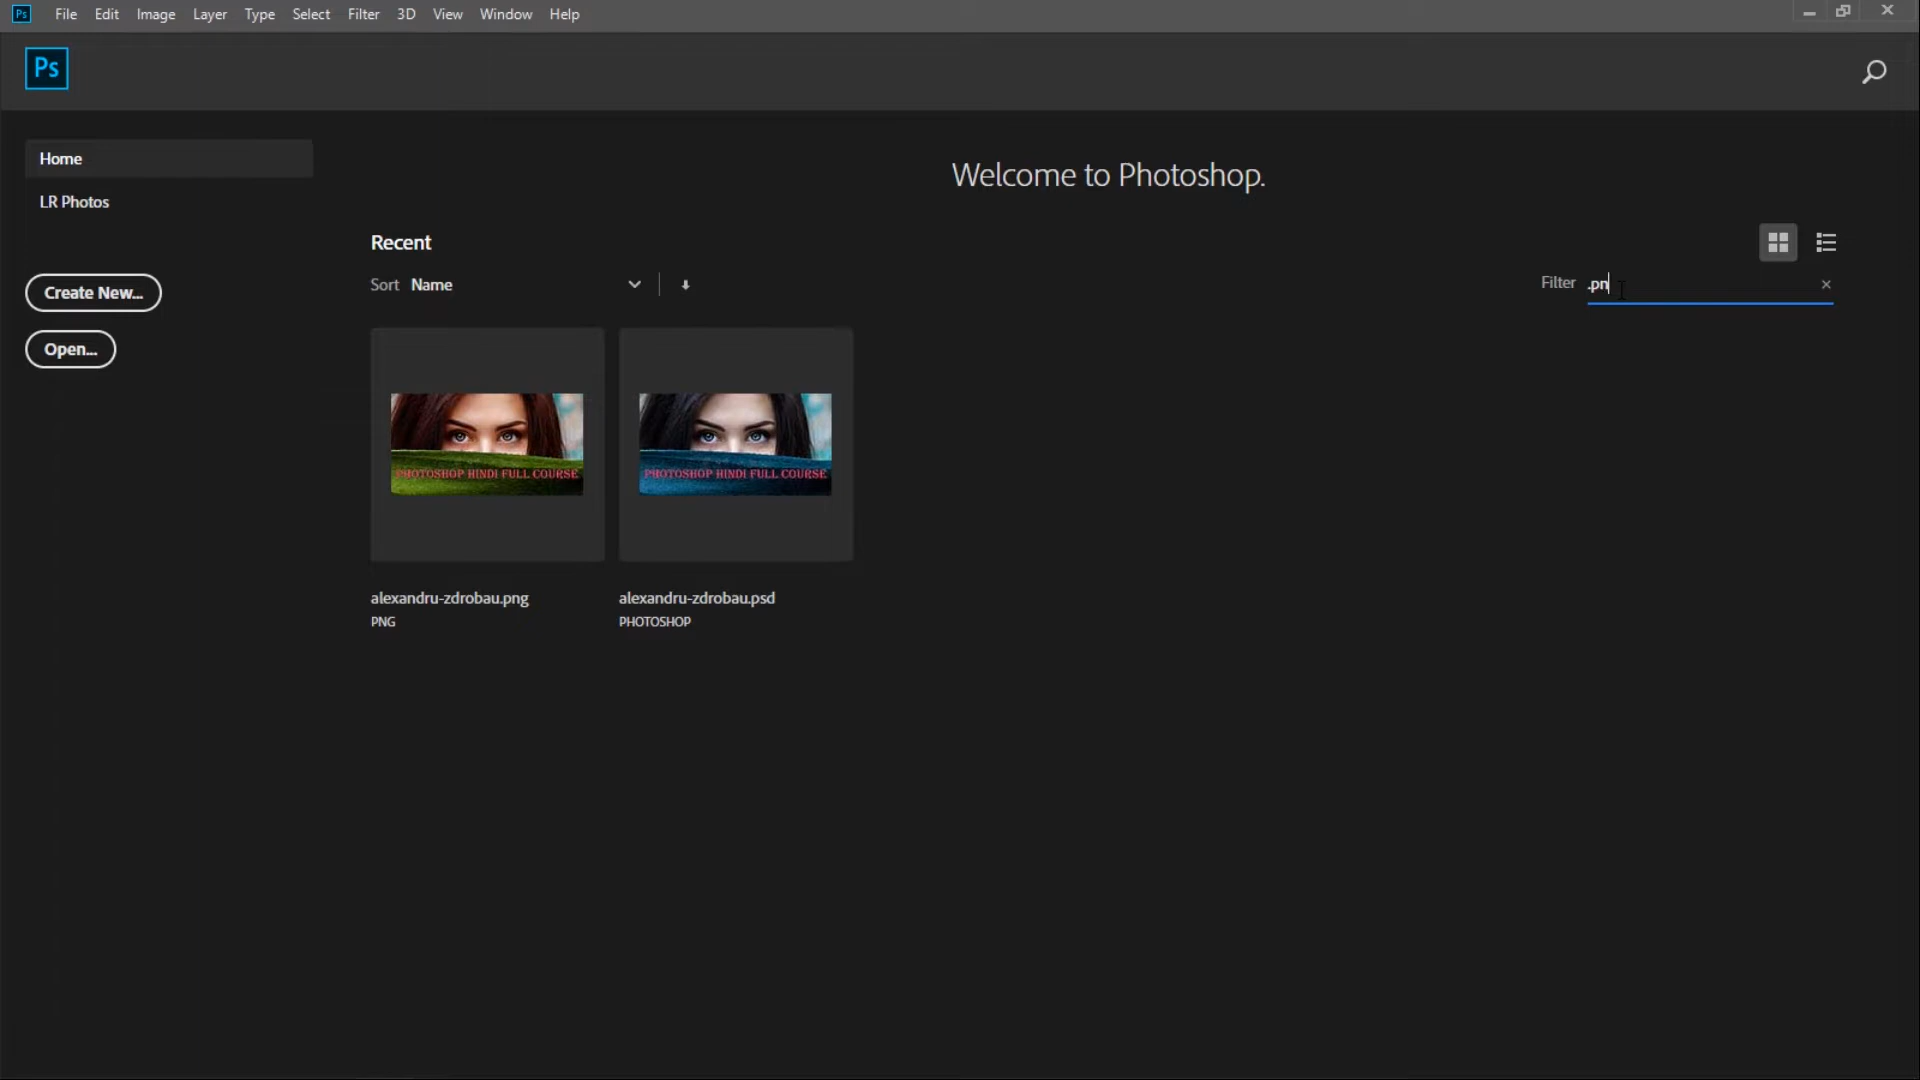 Ps File Edit Image Layer Type Select Filter 3D View Window Help
Ps
Home
LR Photos
Create New...
Open...
Welcome to Photoshop.
Recent
Sort Name
Filter .pn
PHOTOSHOP HINDI FULL COURSE
PHOTOSHOP HINDI FULL COURSE
alexandru-zdrobau.png
PNG
alexandru-zdrobau.psd
PHOTOSHOP